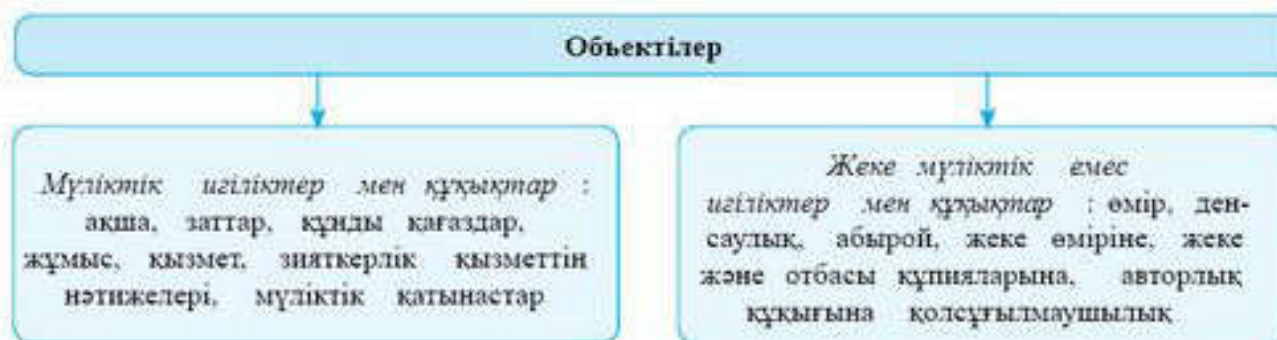 Объектілер
Мүліктік игіліктер мен құқықтар :
ақша, заттар, құнды қағаздар,
жұмыс, қызмет, зияткерлік қызметтін
нәтижелері, мүліктік қатынастар
Жеке мүліктік емес
игіліктер мен құқықтар : өмір, ден-
саулық, абырой, жеке өміріне, жеке
және отбасы құпияларына, авторлық
құқығына қолсұғылмаушылық